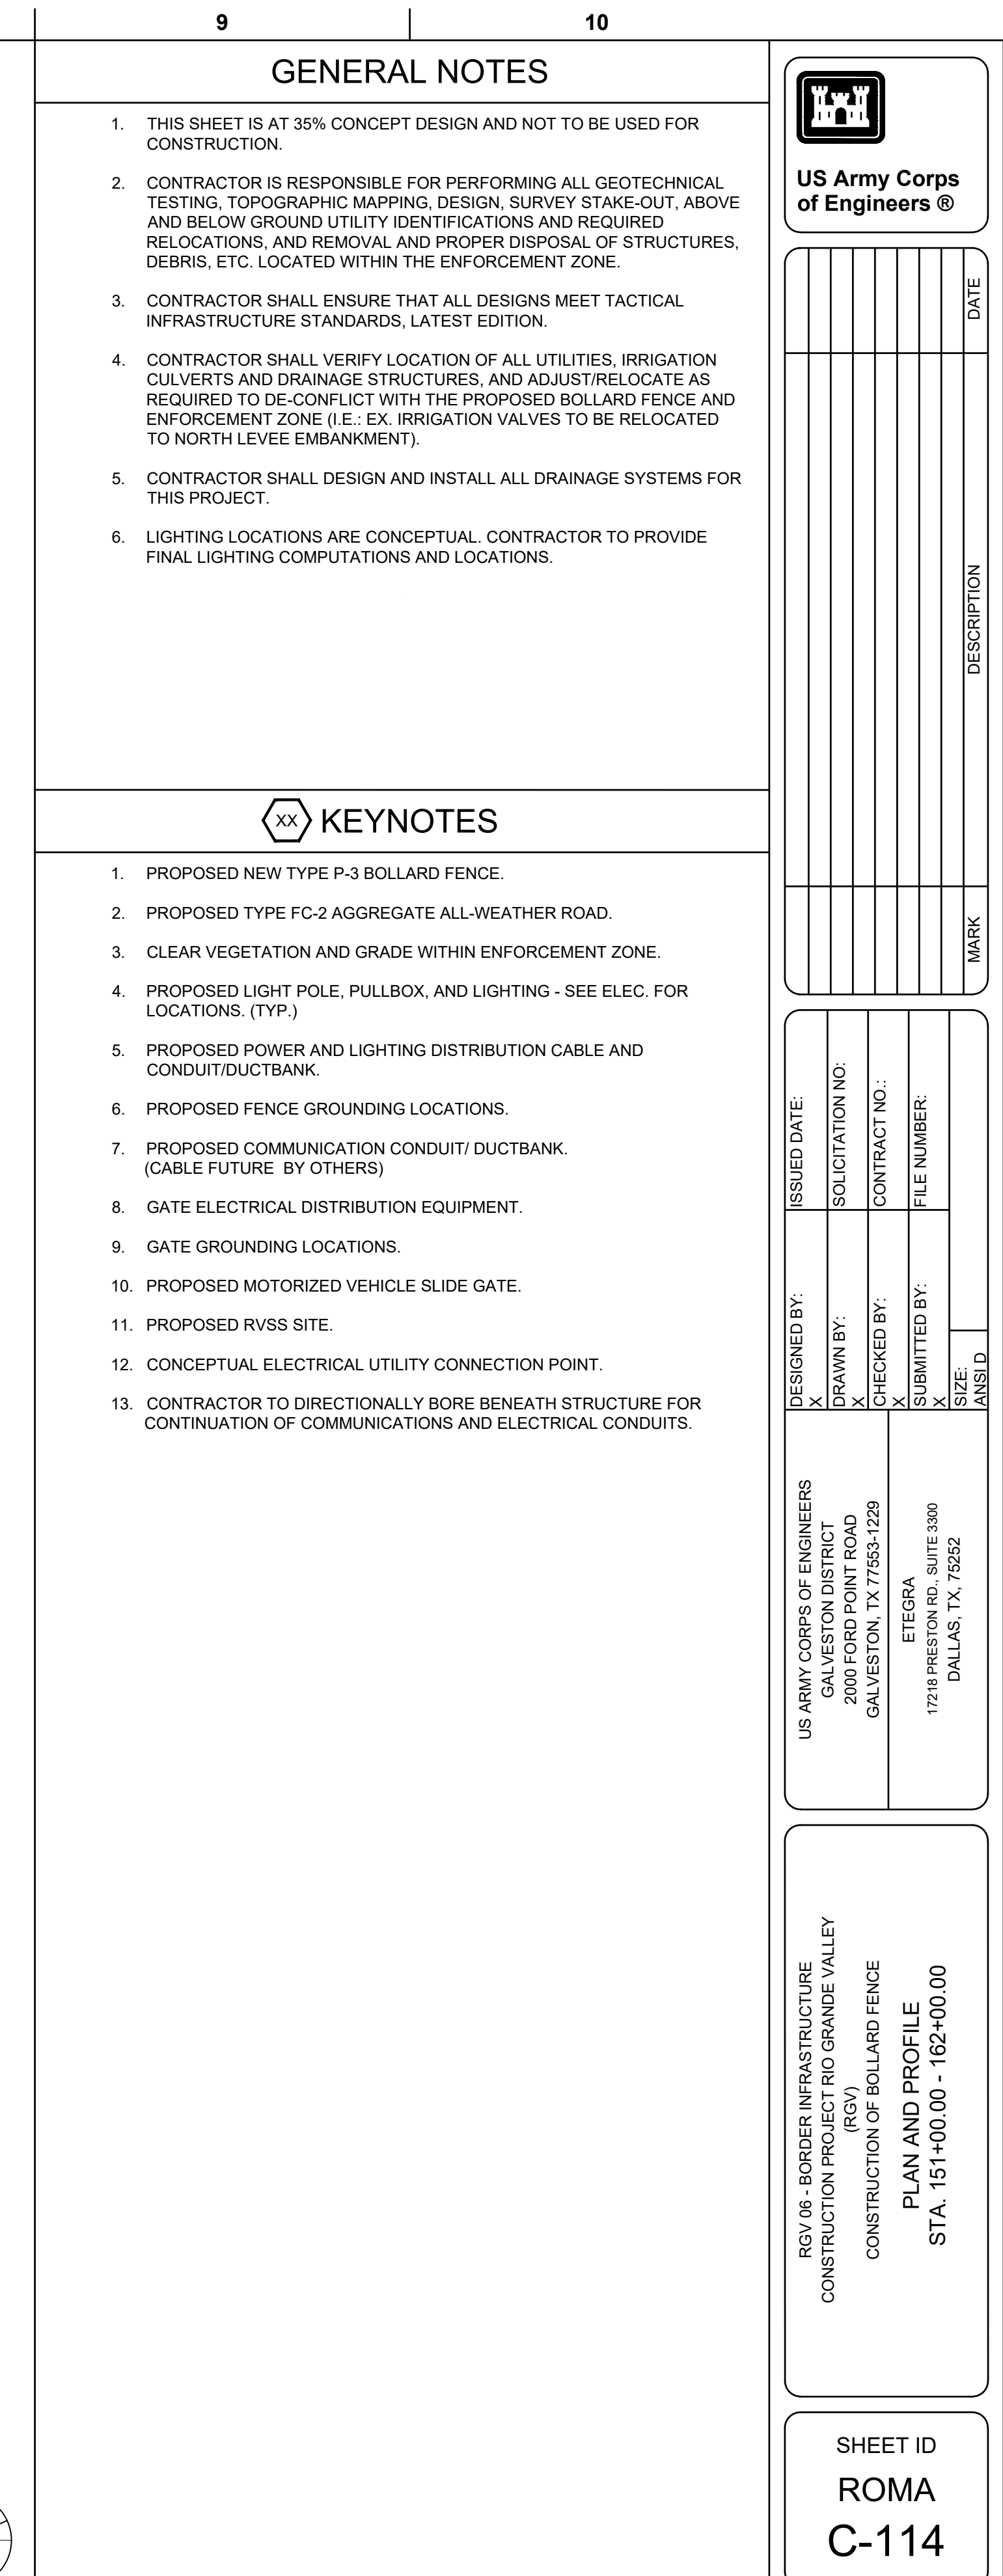 9
10
GENERAL NOTES
1. THIS SHEET IS AT 35% CONCEPT DESIGN AND NOT TO BE USED FOR
CONSTRUCTION.
2. CONTRACTOR IS RESPONSIBLE FOR PERFORMING ALL GEOTECHNICAL
TESTING, TOPOGRAPHIC MAPPING, DESIGN, SURVEY STAKE-OUT, ABOVE
AND BELOW GROUND UTILITY IDENTIFICATIONS AND REQUIRED
RELOCATIONS, AND REMOVAL AND PROPER DISPOSAL OF STRUCTURES,
DEBRIS, ETC. LOCATED WITHIN THE ENFORCEMENT ZONE.
3. CONTRACTOR SHALL ENSURE THAT ALL DESIGNS MEET TACTICAL
INFRASTRUCTURE STANDARDS, LATEST EDITION.
4. CONTRACTOR SHALL VERIFY LOCATION OF ALL UTILITIES, IRRIGATION
CULVERTS AND DRAINAGE STRUCTURES, AND ADJUST/RELOCATE AS
REQUIRED TO DE-CONFLICT WITH THE PROPOSED BOLLARD FENCE AND
ENFORCEMENT ZONE (I.E.: EX. IRRIGATION VALVES TO BE RELOCATED
TO NORTH LEVEE EMBANKMENT).
5. CONTRACTOR SHALL DESIGN AND INSTALL ALL DRAINAGE SYSTEMS FOR
THIS PROJECT.
6. LIGHTING LOCATIONS ARE CONCEPTUAL. CONTRACTOR TO PROVIDE
FINAL LIGHTING COMPUTATIONS AND LOCATIONS.
XX KEYNOTES
1. PROPOSED NEW TYPE P-3 BOLLARD FENCE.
2. PROPOSED TYPE FC-2 AGGREGATE ALL-WEATHER ROAD.
3. CLEAR VEGETATION AND GRADE WITHIN ENFORCEMENT ZONE.
4. PROPOSED LIGHT POLE, PULLBOX, AND LIGHTING - SEE ELEC. FOR
LOCATIONS. (TYP.)
5. PROPOSED POWER AND LIGHTING DISTRIBUTION CABLE AND
CONDUIT/DUCTBANK.
6. PROPOSED FENCE GROUNDING LOCATIONS.
7. PROPOSED COMMUNICATION CONDUIT/ DUCTBANK.
(CABLE FUTURE BY OTHERS)
8. GATE ELECTRICAL DISTRIBUTION EQUIPMENT.
9. GATE GROUNDING LOCATIONS.
10. PROPOSED MOTORIZED VEHICLE SLIDE GATE.
11. PROPOSED RVSS SITE.
12. CONCEPTUAL ELECTRICAL UTILITY CONNECTION POINT.
13. CONTRACTOR TO DIRECTIONALLY BORE BENEATH STRUCTURE FOR
CONTINUATION OF COMMUNICATIONS AND ELECTRICAL CONDUITS.
US Army Corps
of Engineers ®
DATE
DESCRIPTION
MARK
ISSUED DATE:
SOLICITATION NO:
CONTRACT NO.:
FILE NUMBER:
DESIGNED BY:
X
DRAWN BY:
X
CHECKED BY:
X
SUBMITTED BY:
X
SIZE:
ANSI D
US ARMY CORPS OF ENGINEERS
GALVESTON DISTRICT
2000 FORD POINT ROAD
GALVESTON, TX 77553-1229
ETEGRA
17218 PRESTON RD., SUITE 3300
DALLAS, TX, 75252
RGV 06 - BORDER INFRASTRUCTURE
CONSTRUCTION PROJECT RIO GRANDE VALLEY
(RGV)
CONSTRUCTION OF BOLLARD FENCE
PLAN AND PROFILE
STA. 151+00.00 - 162+00.00
SHEET ID
ROMA
C-114